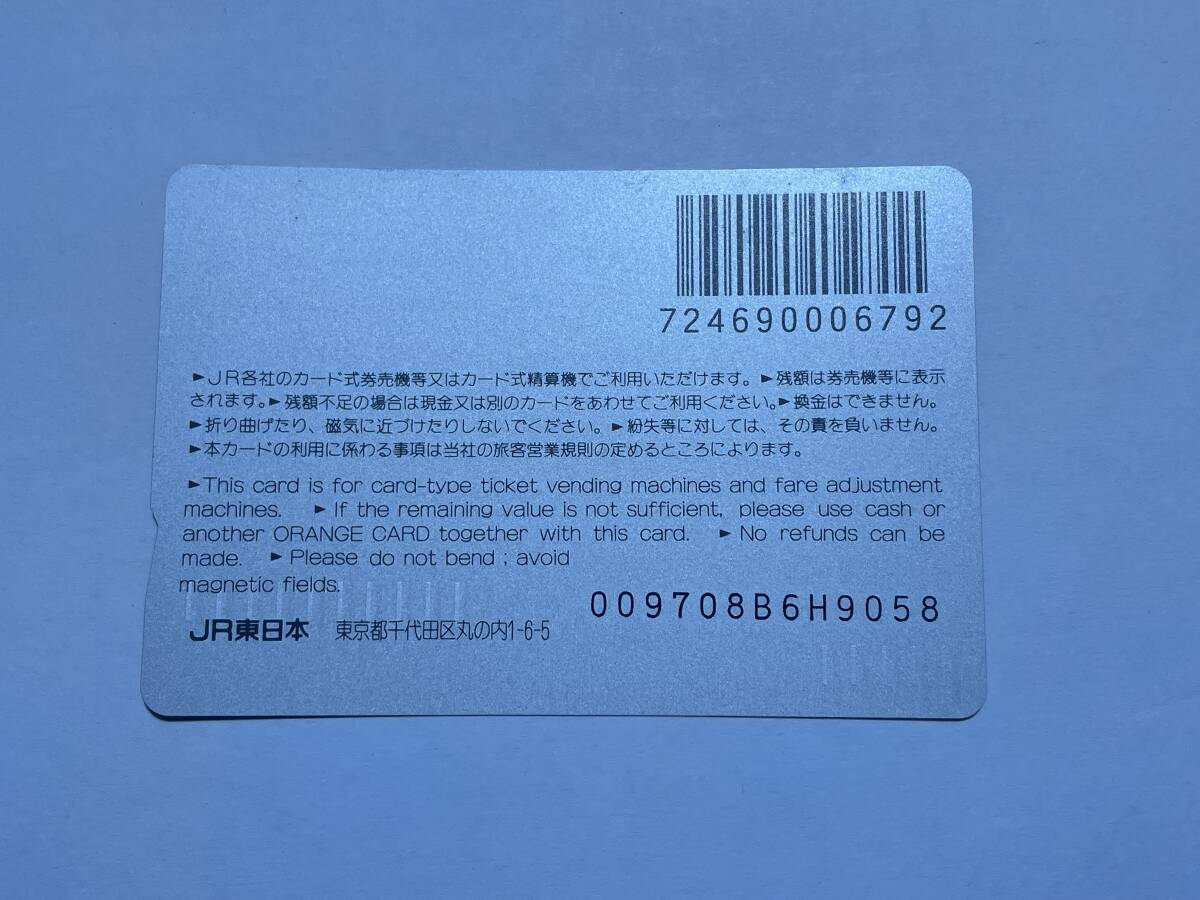 724690006792
►JR各社のカード式券売機等又はカード式精算機でご利用いただけます。►残額は券売機等に表示
されます。►残額不足の場合は現金又は別のカードをあわせてご利用ください。►換金はできません。
►折り曲げたり、磁気に近づけたりしないでください。►紛失等に対しては、その責を負いません。
►本カードの利用に係わる事項は当社の旅客営業規則の定めるところによります。
►This card is for card-type ticket vending machines and fare adjustment
machines. ►If the remaining value is not sufficient, please use cash or
another ORANGE CARD together with this card. ►No refunds can be
made. ►Please do not bend ; avoid
magnetic fields.
009708B6H9058
JR東日本 東京都千代田区丸の内1-6-5